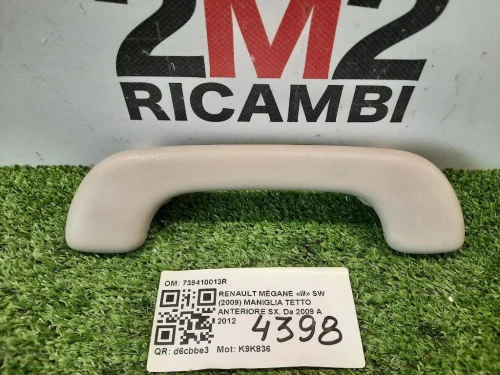 2M2
RICAMBI
OM: 739410013R
RENAULT MÉGANE «III» SW
(2009) MANIGLIA TETTO
ANTERIORE SX. Da 2009 A
2012
4398
QR: d6cbbe3 Mot: K9K836